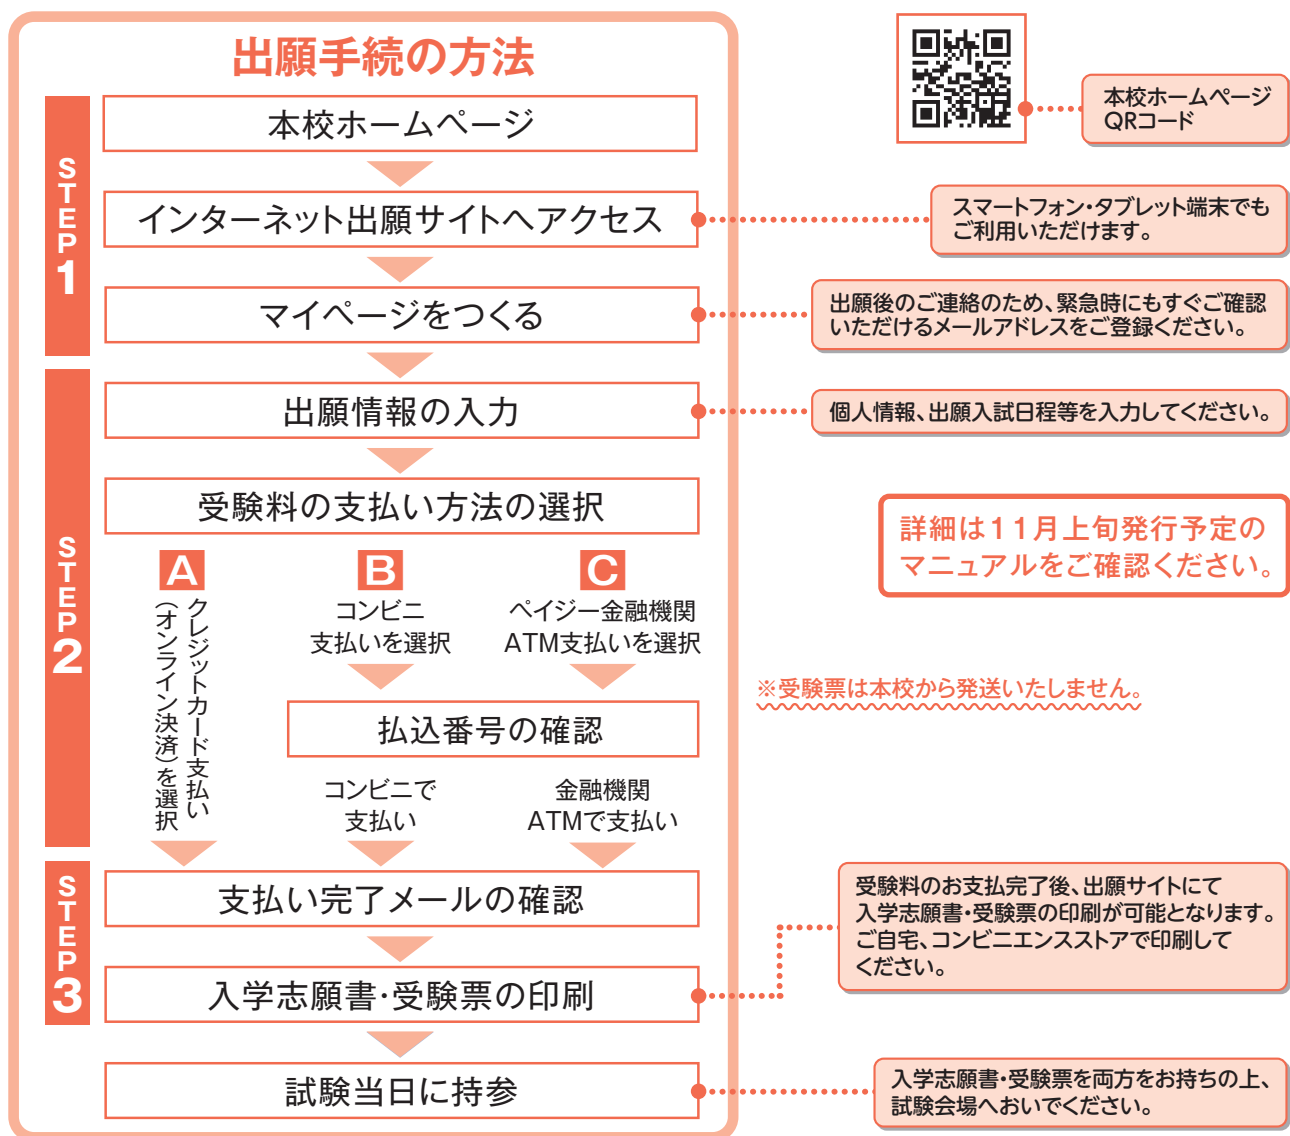 出願手続の方法
本校ホームページ
QRコード
STEP1
本校ホームページ
インターネット出願サイトへアクセス
スマートフォン・タブレット端末でも
ご利用いただけます。
マイページをつくる
出願後のご連絡のため、緊急時にもすぐご確認
いただけるメールアドレスをご登録ください。
STEP2
出願情報の入力
個人情報、出願入試日程等を入力してください。
受験料の支払い方法の選択
詳細は11月上旬発行予定の
マニュアルをご確認ください。
A
クレジットカード支払い
(オンライン決済)を選択
B
コンビニ
支払いを選択
C
ペイジー金融機関
ATM支払いを選択
払込番号の確認
※受験票は本校から発送いたしません。
コンビニで
支払い
金融機関
ATMで支払い
STEP3
支払い完了メールの確認
入学志願書・受験票の印刷
受験料のお支払完了後、出願サイトにて
入学志願書・受験票の印刷が可能となります。
ご自宅、コンビニエンスストアで印刷して
ください。
試験当日に持参
入学志願書・受験票を両方をお持ちの上、
試験会場へおいでください。